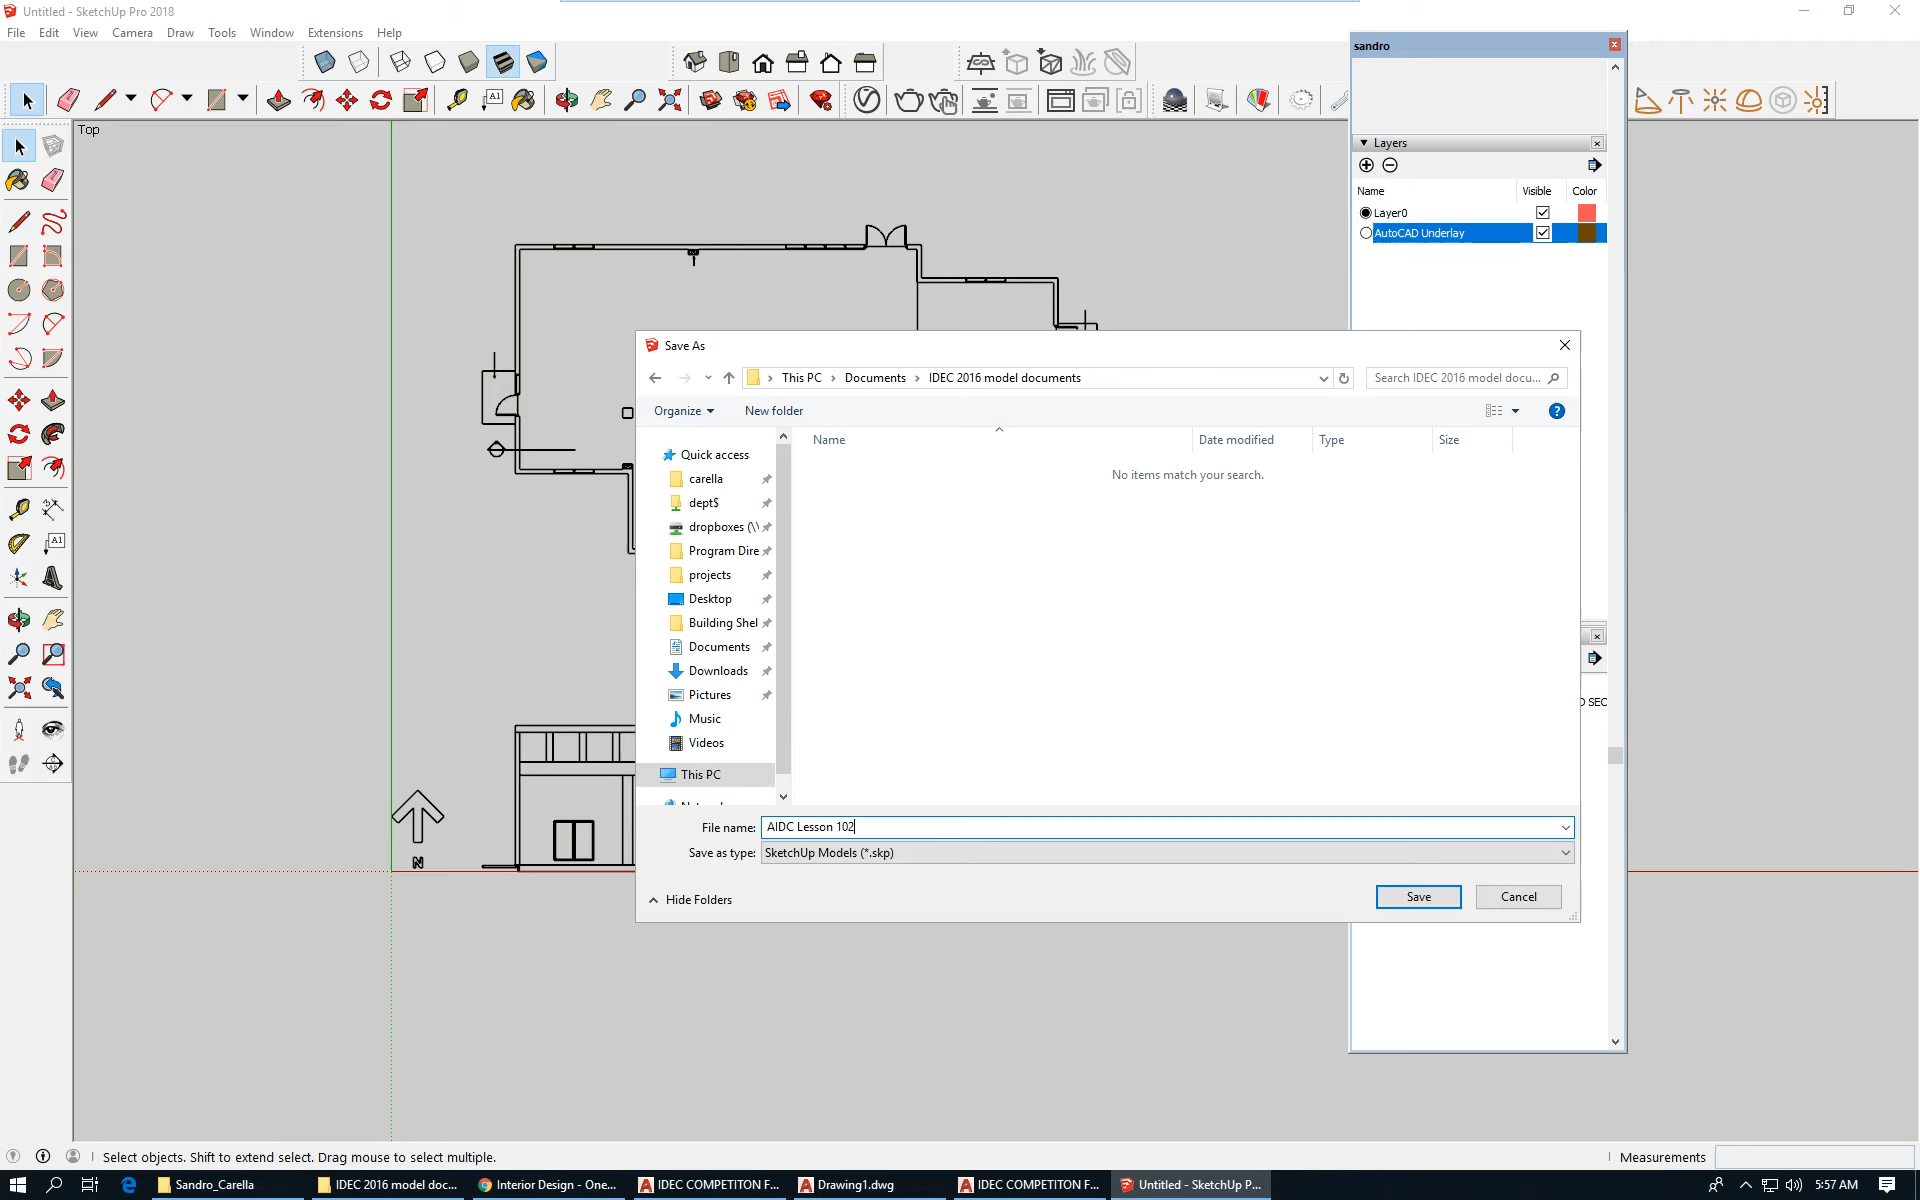 Untitled - SketchUp Pro 2018
File Edit View Camera Draw Tools Window Extensions Help
sandro
Top
Layers
Name Visible Color
Layer0
AutoCAD Underlay
Save As
This PC > Documents > IDEC 2016 model documents
Search IDEC 2016 model docu...
Organize New folder
Name Date modified Type Size
No items match your search.
Quick access
carella
dept$
dropboxes (\\
Program Dire
projects
Desktop
Building Shel
Documents
Downloads
Pictures
Music
Videos
This PC
D SEC
A1
A1
N
File name: AIDC Lesson 102
Save as type: SketchUp Models (*.skp)
Hide Folders
Save Cancel
Select objects. Shift to extend select. Drag mouse to select multiple.
Measurements
Sandro_Carella
IDEC 2016 model doc...
Interior Design - One...
IDEC COMPETITON F...
Drawing1.dwg
IDEC COMPETITON F...
Untitled - SketchUp P...
5:57 AM